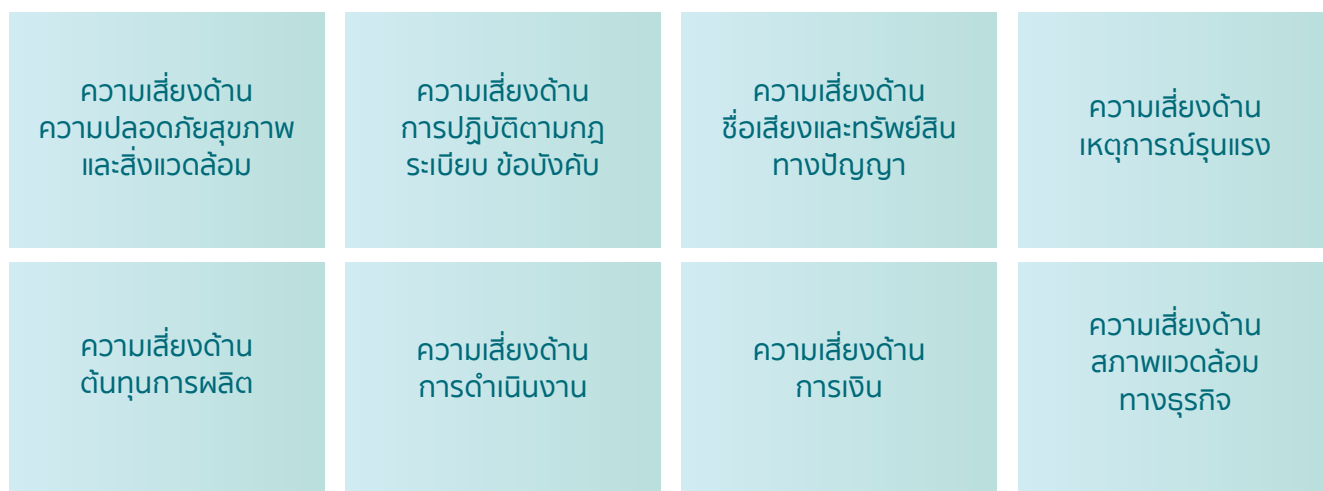 ความเสี่ยงด้าน
ความปลอดภัยสุขภาพ
และสิ่งแวดล้อม
ความเสี่ยงด้าน
การปฏิบัติตามกฎ
ระเบียบ ข้อบังคับ
ความเสี่ยงด้าน
ชื่อเสียงและทรัพย์สิน
ทางปัญญา
ความเสี่ยงด้าน
เหตุการณ์รุนแรง
ความเสี่ยงด้าน
ต้นทุนการผลิต
ความเสี่ยงด้าน
การดำเนินงาน
ความเสี่ยงด้าน
การเงิน
ความเสี่ยงด้าน
สภาพแวดล้อม
ทางธุรกิจ